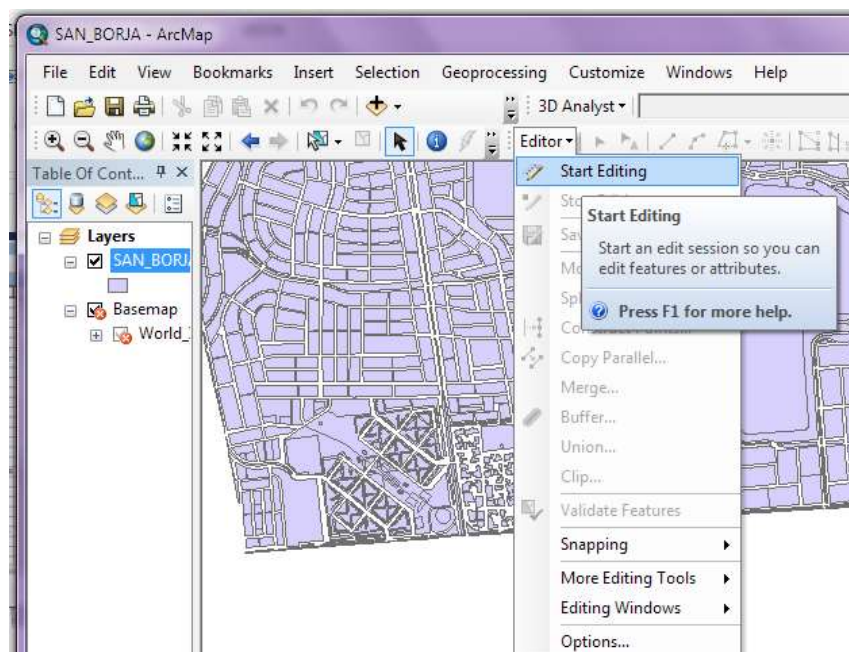 SAN_BORJA - ArcMap
File Edit View Bookmarks Insert Selection Geoprocessing Customize Windows Help
3D Analyst
Editor
Table Of Cont...
Start Editing
Layers
SAN_BORJ
Basemap
World_
Start Editing
Start an edit session so you can
edit features or attributes.
Press F1 for more help.
Copy Parallel...
Merge...
Buffer...
Union...
Clip...
Validate Features
Snapping
More Editing Tools
Editing Windows
Options...